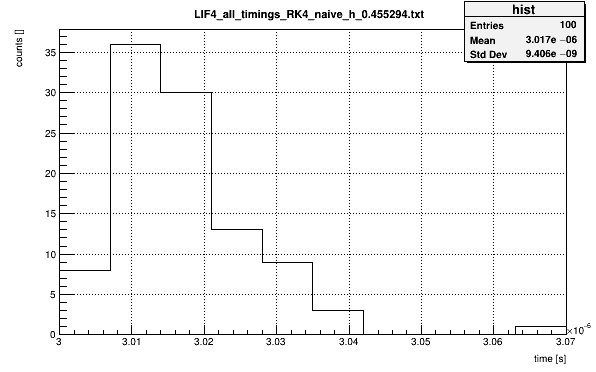 LIF4_all_timings_RK4_naive_h_0.455294.txt
hist
Entries 100
Mean 3.017e −06
Std Dev 9.406e −09
counts []
35
30
25
20
15
10
5
0
3 3.01 3.02 3.03 3.04 3.05 3.06 3.07
×10⁻⁶
time [s]